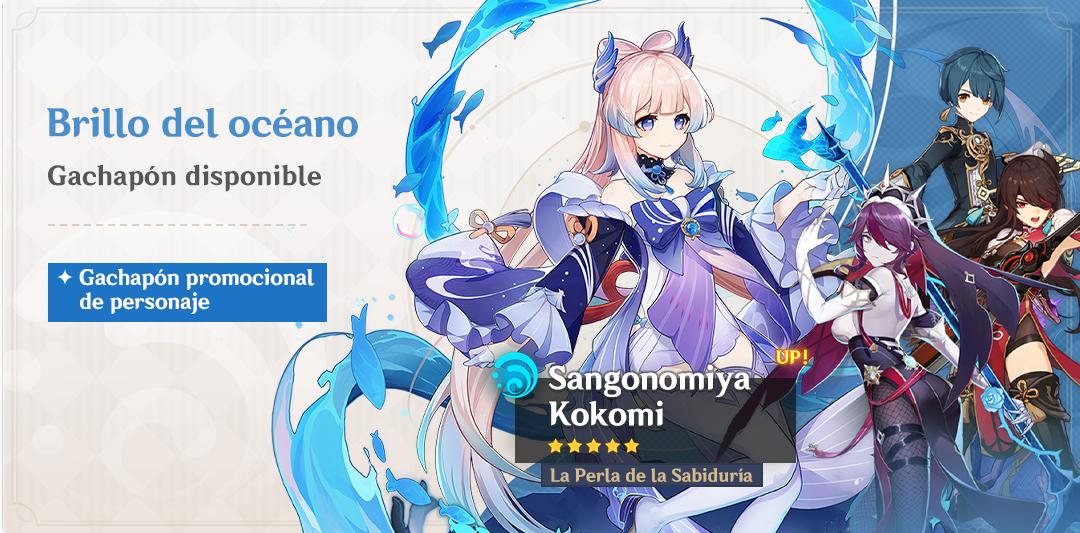 Brillo del océano
Gachapón disponible
✦ Gachapón promocional
de personaje
UP!
Sangonomiya
Kokomi
★★★★★
La Perla de la Sabiduría